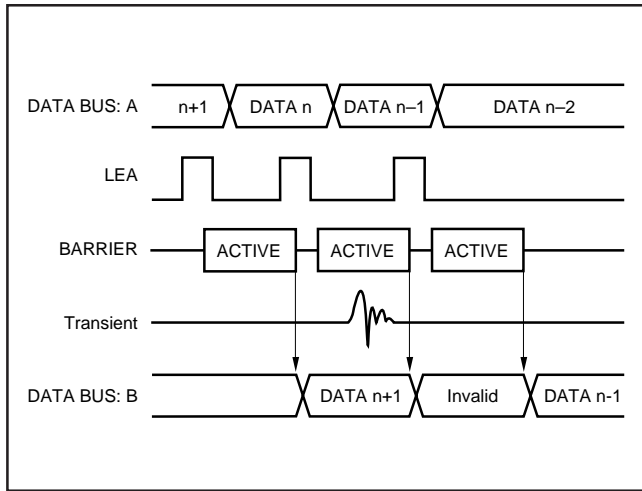 DATA BUS: A n+1 DATA n DATA n–1 DATA n–2
LEA
BARRIER ACTIVE ACTIVE ACTIVE
Transient
DATA BUS: B DATA n+1 Invalid DATA n-1